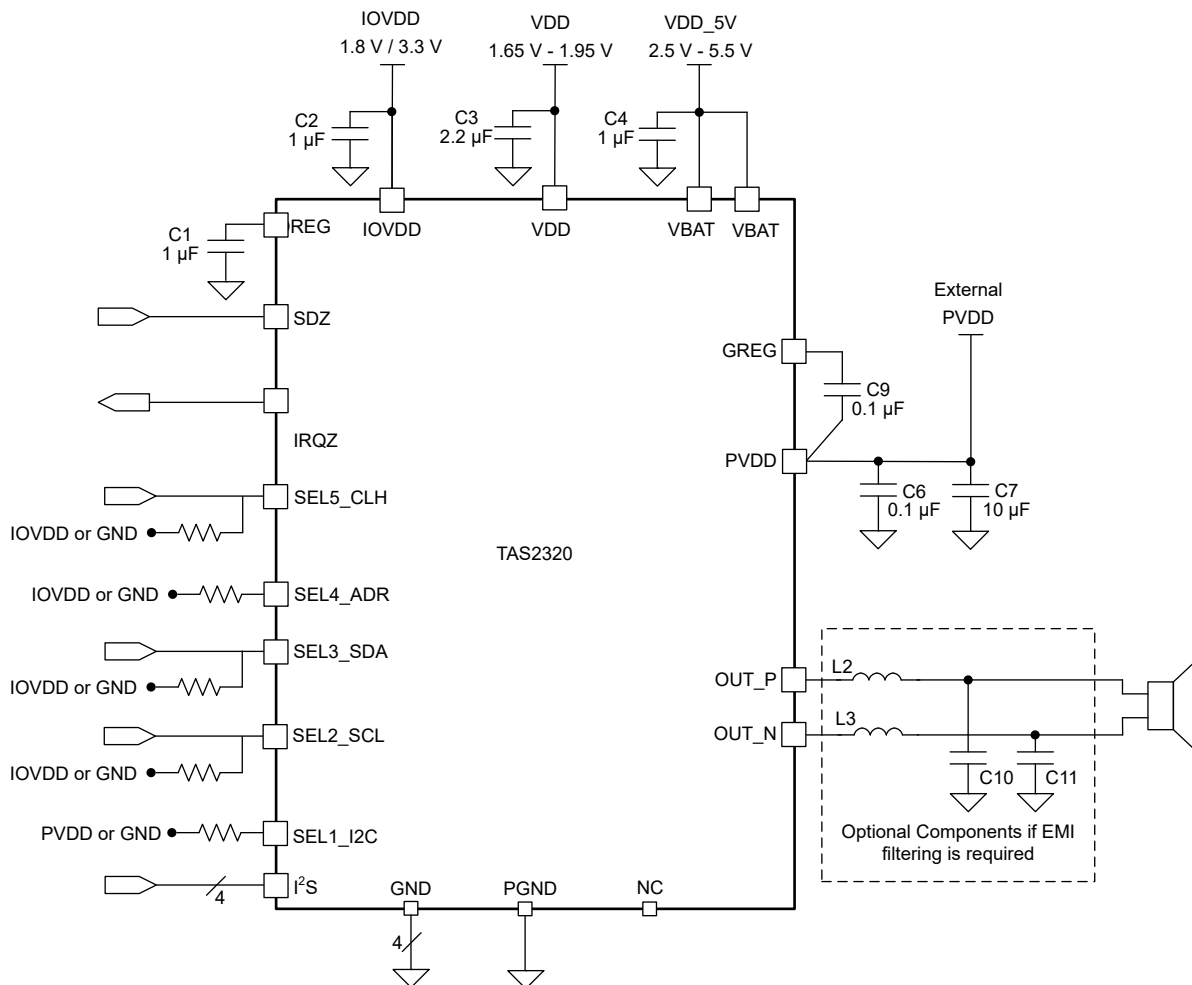 IOVDD
1.8 V / 3.3 V
VDD
1.65 V - 1.95 V
VDD_5V
2.5 V - 5.5 V
C2
1 µF
C3
2.2 µF
C4
1 µF
C1
1 µF
REG
IOVDD
VDD
VBAT
VBAT
SDZ
External
PVDD
GREG
C9
0.1 µF
IRQZ
PVDD
C6
0.1 µF
C7
10 µF
SEL5_CLH
IOVDD or GND
TAS2320
IOVDD or GND
SEL4_ADR
SEL3_SDA
IOVDD or GND
OUT_P
L2
SEL2_SCL
OUT_N
L3
IOVDD or GND
C10
C11
PVDD or GND
SEL1_I2C
Optional Components if EMI
filtering is required
4
I²S
GND
PGND
NC
4